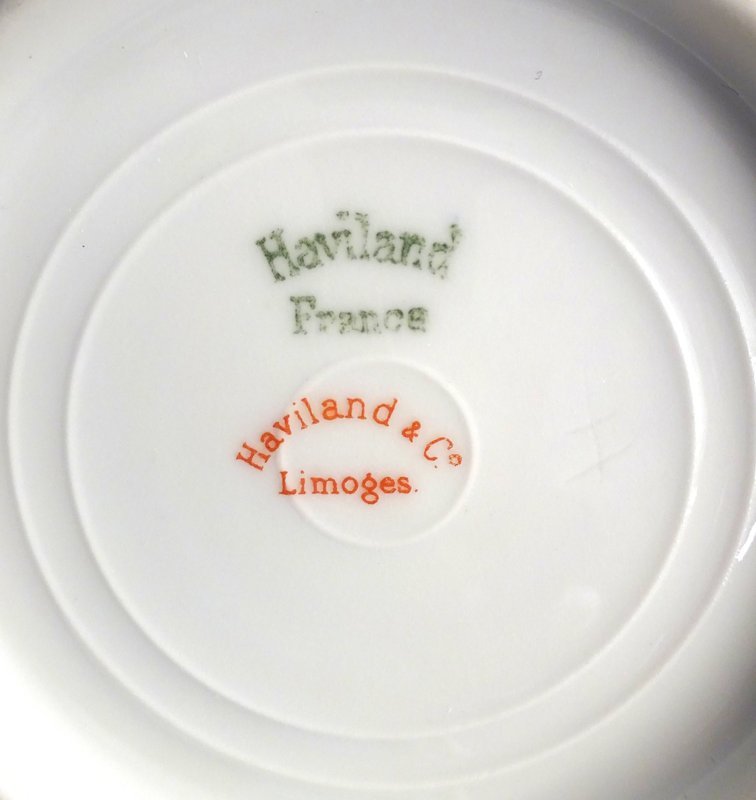 Haviland
France
Haviland & Co
Limoges.